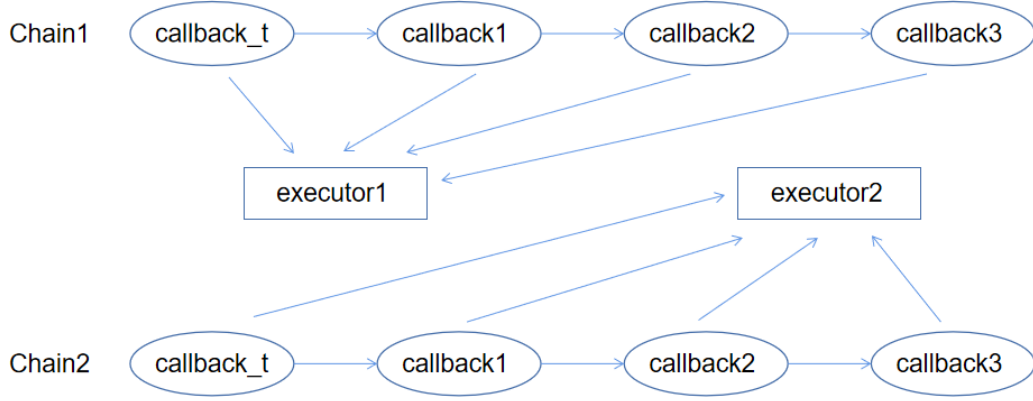 Chain1 callback_t callback1 callback2 callback3
executor1 executor2
Chain2 callback_t callback1 callback2 callback3